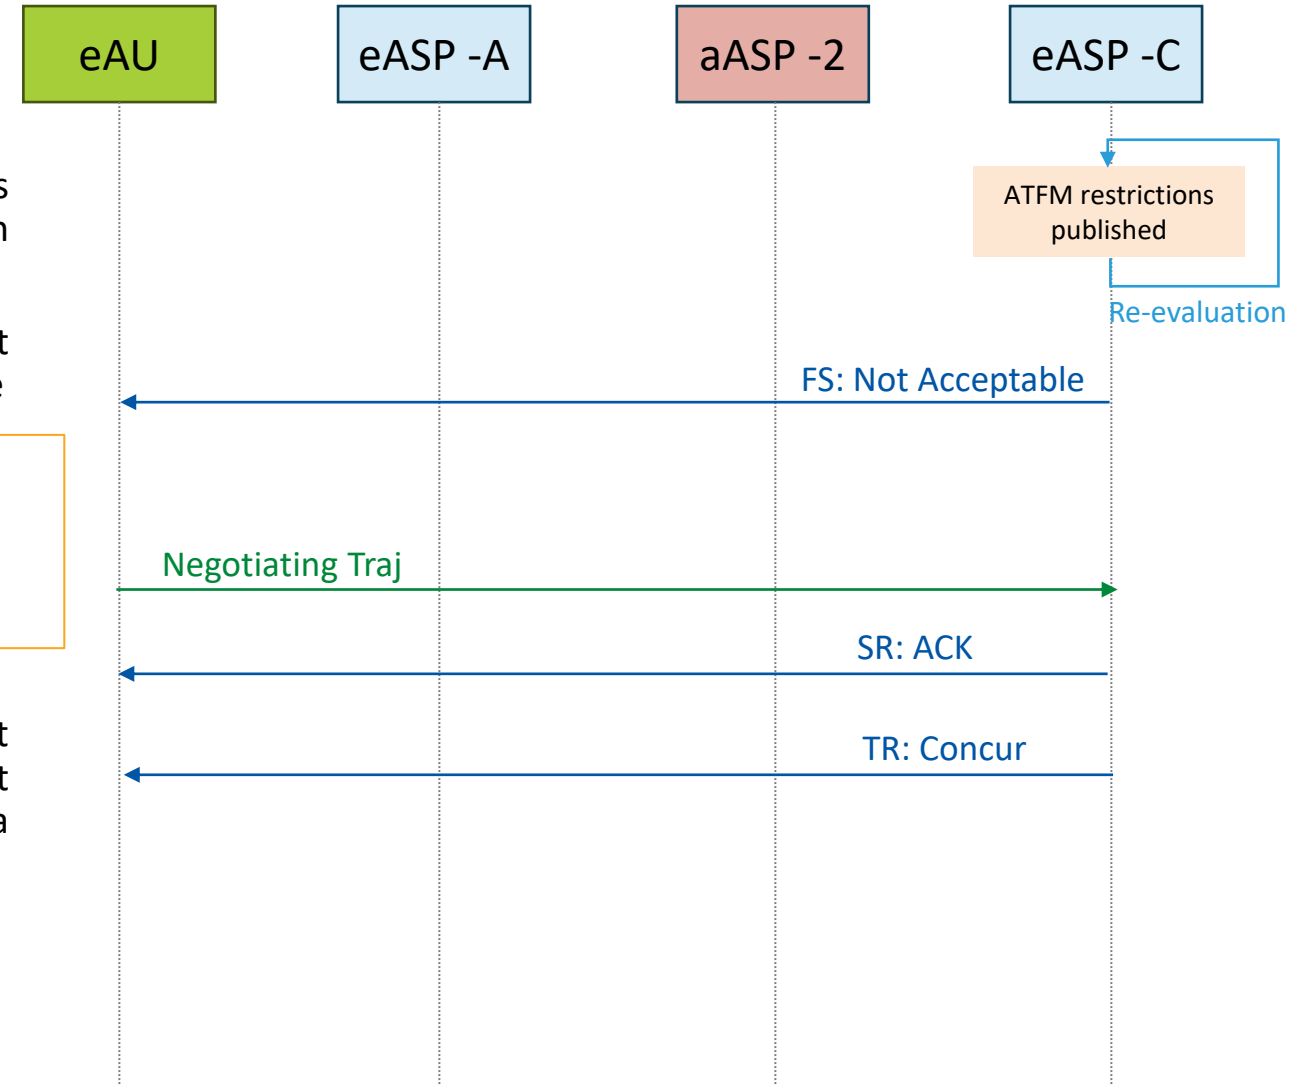 eAU
eASP -A
aASP -2
eASP -C
ATFM restrictions
published
Re-evaluation
FS: Not Acceptable
Negotiating Traj
SR: ACK
TR: Concur